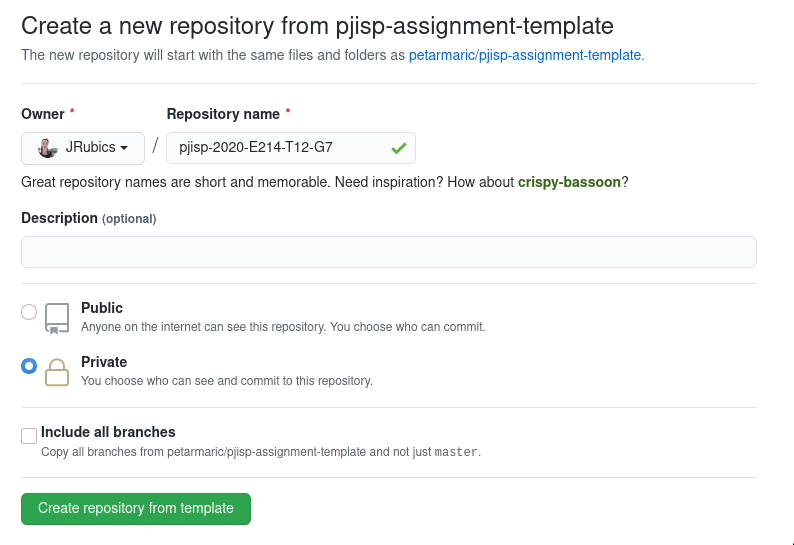 Create a new repository from pjisp-assignment-template
The new repository will start with the same files and folders as petarmaric/pjisp-assignment-template.
Owner * Repository name *
JRubics / pjisp-2020-E214-T12-G7
Great repository names are short and memorable. Need inspiration? How about crispy-bassoon?
Description (optional)
Public
Anyone on the internet can see this repository. You choose who can commit.
Private
You choose who can see and commit to this repository.
Include all branches
Copy all branches from petarmaric/pjisp-assignment-template and not just master.
Create repository from template